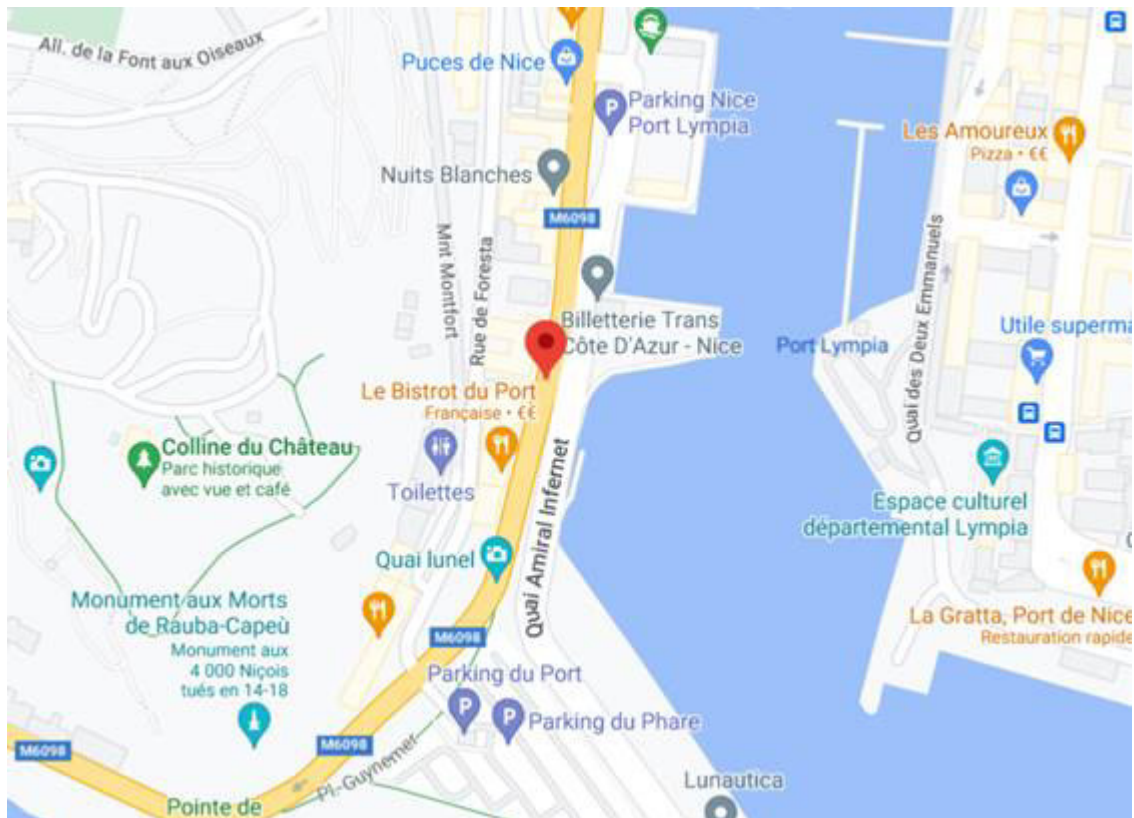 All. de la Font aux Oiseaux
Puces de Nice
Parking Nice
Port Lympia
Les Amoureux
Pizza • €€
Nuits Blanches
M6098
Mnt Montfort
Rue de Foresta
Quai des Deux Emmanuels
Billetterie Trans
Côte D'Azur - Nice
Port Lympia
Utile supermá
Le Bistrot du Port
Française • €€
Colline du Château
Parc historique
avec vue et café
Toilettes
Quai Amiral Infernet
Espace culturel
départemental Lympia
Quai lunel
Monument aux Morts
de Rauba-Capeù
Monument aux
4 000 Niçois
tués en 14-18
M6098
La Gratta, Port de Nice
Restauration rapide
Parking du Port
Parking du Phare
M6098
M6098
Pl.-Guynemer
Lunautica
Pointe de